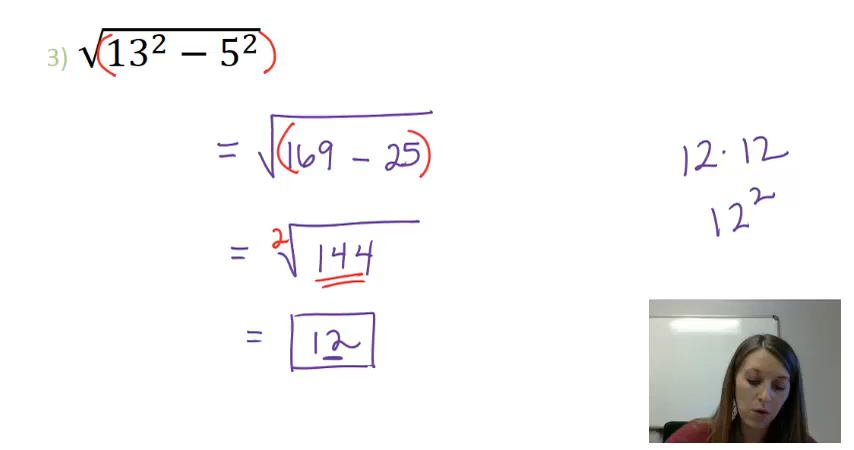 3) √(13² − 5²)
= √(169 − 25)
12 · 12
12²
= ²√144
= 12